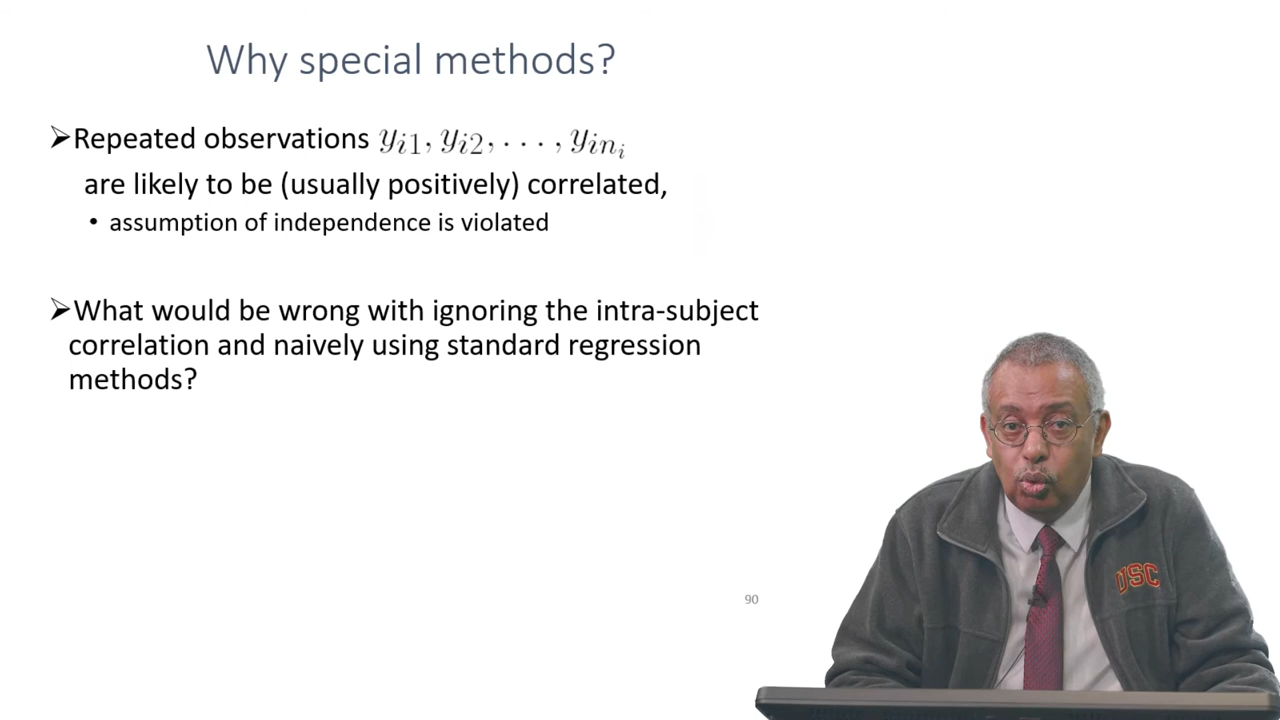 Why special methods?
➢Repeated observations y_{i1}, y_{i2}, . . . , y_{in_i}
are likely to be (usually positively) correlated,
• assumption of independence is violated
➢What would be wrong with ignoring the intra-subject
correlation and naively using standard regression
methods?
USC
90